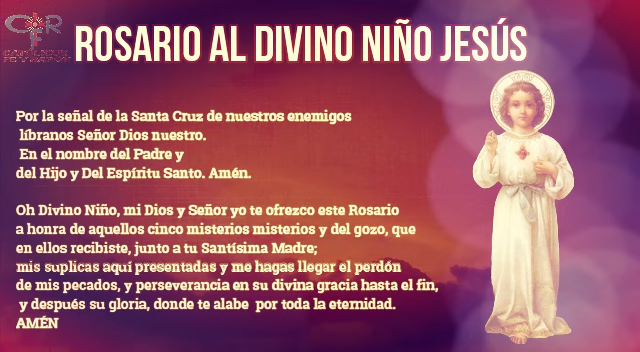 ROSARIO AL DIVINO NIÑO JESÚS
Por la señal de la Santa Cruz de nuestros enemigos
líbranos Señor Dios nuestro.
En el nombre del Padre y
del Hijo y Del Espíritu Santo. Amén.
Oh Divino Niño, mi Dios y Señor yo te ofrezco este Rosario
a honra de aquellos cinco misterios misterios y del gozo, que
en ellos recibiste, junto a tu Santísima Madre;
mis suplicas aquí presentadas y me hagas llegar el perdón
de mis pecados, y perseverancia en su divina gracia hasta el fin,
y después su gloria, donde te alabe por toda la eternidad.
AMÉN